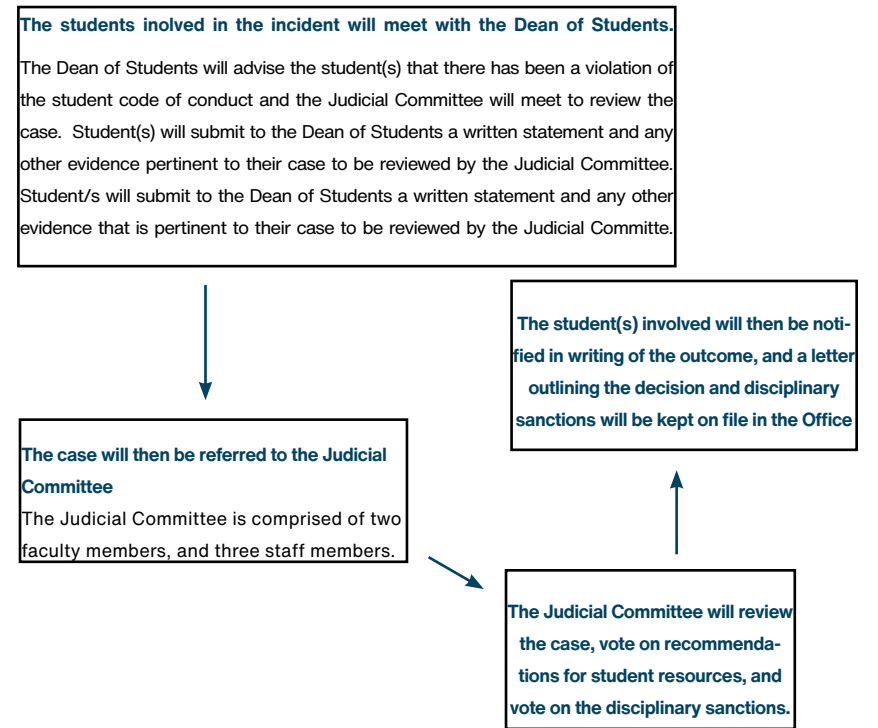 The students inolved in the incident will meet with the Dean of Students.
The Dean of Students will advise the student(s) that there has been a violation of
the student code of conduct and the Judicial Committee will meet to review the
case.  Student(s) will submit to the Dean of Students a written statement and any
other evidence pertinent to their case to be reviewed by the Judicial Committee.
Student/s will submit to the Dean of Students a written statement and any other
evidence that is pertinent to their case to be reviewed by the Judicial Committe.
The case will then be referred to the Judicial
Committee
The Judicial Committee is comprised of two
faculty members, and three staff members.
The Judicial Committee will review
the case, vote on recommenda-
tions for student resources, and
vote on the disciplinary sanctions.
The student(s) involved will then be noti-
fied in writing of the outcome, and a letter
outlining the decision and disciplinary
sanctions will be kept on file in the Office